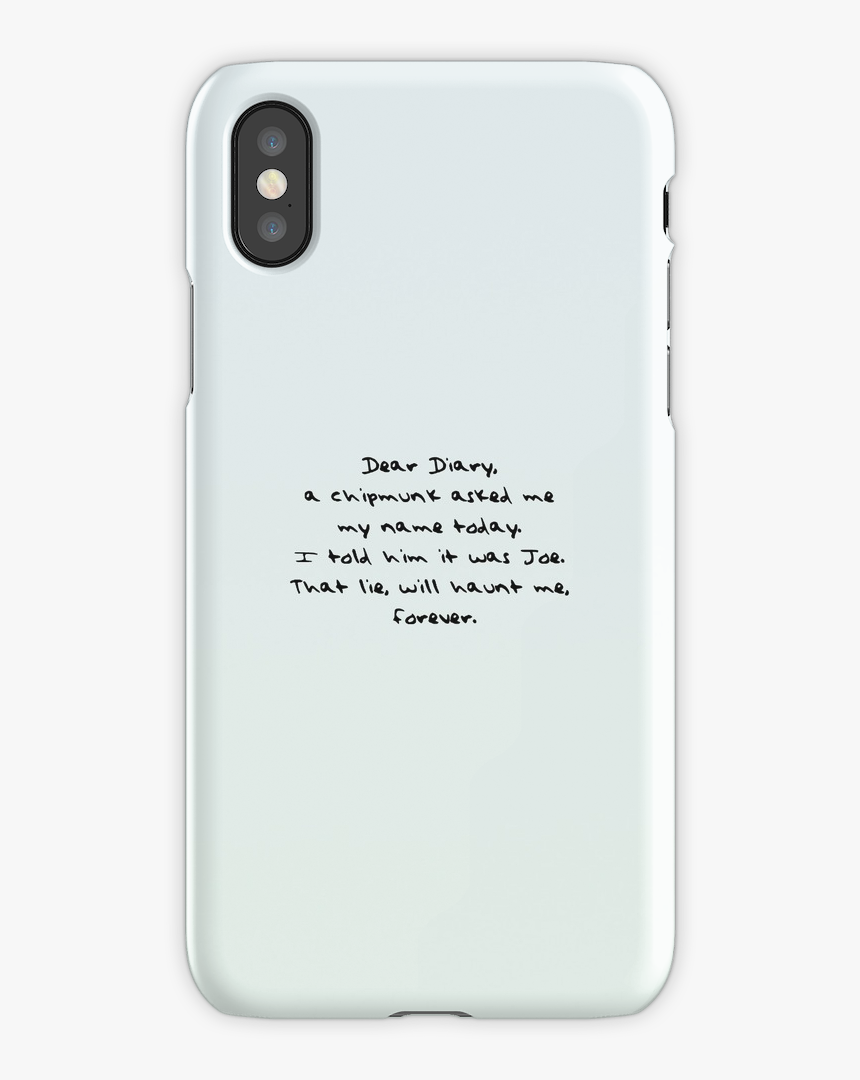 Dear Diary,
a chipmunk asked me
my name today.
I told him it was Joe.
That lie, will haunt me,
forever.